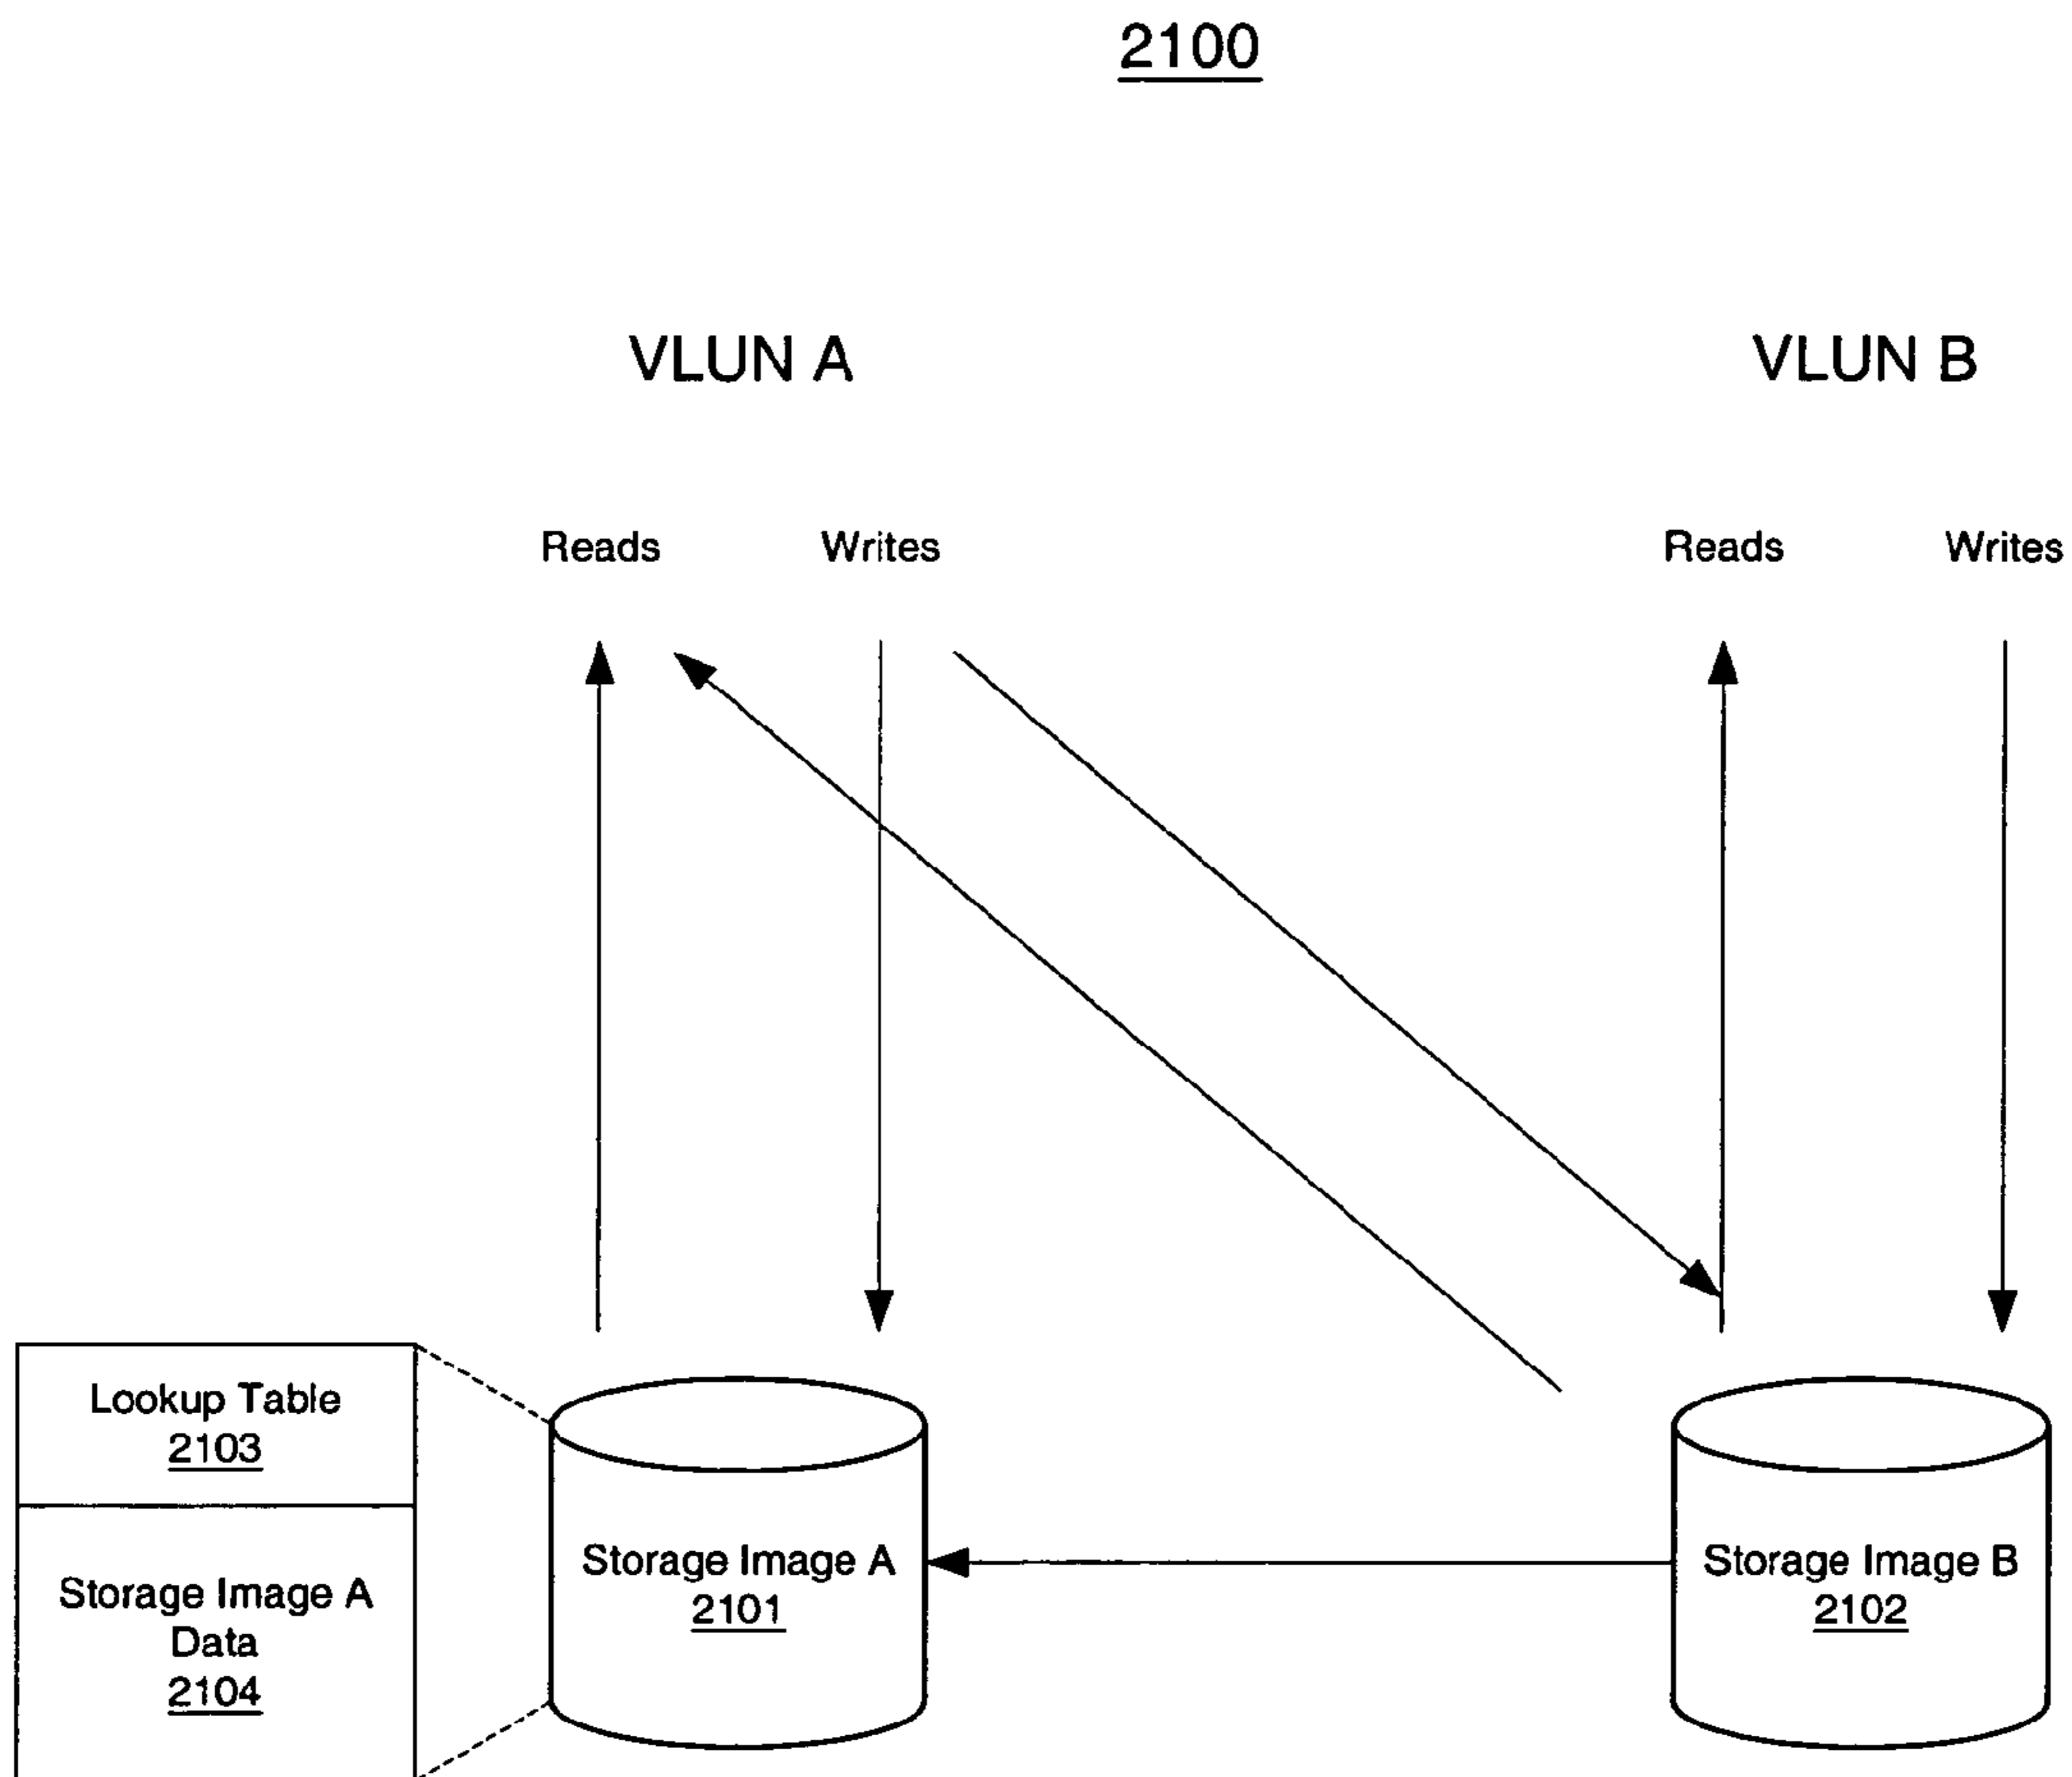 2100
VLUN A VLUN B
Reads Writes Reads Writes
Lookup Table
2103
Storage Image A
Data
2104
Storage Image A
2101
Storage Image B
2102